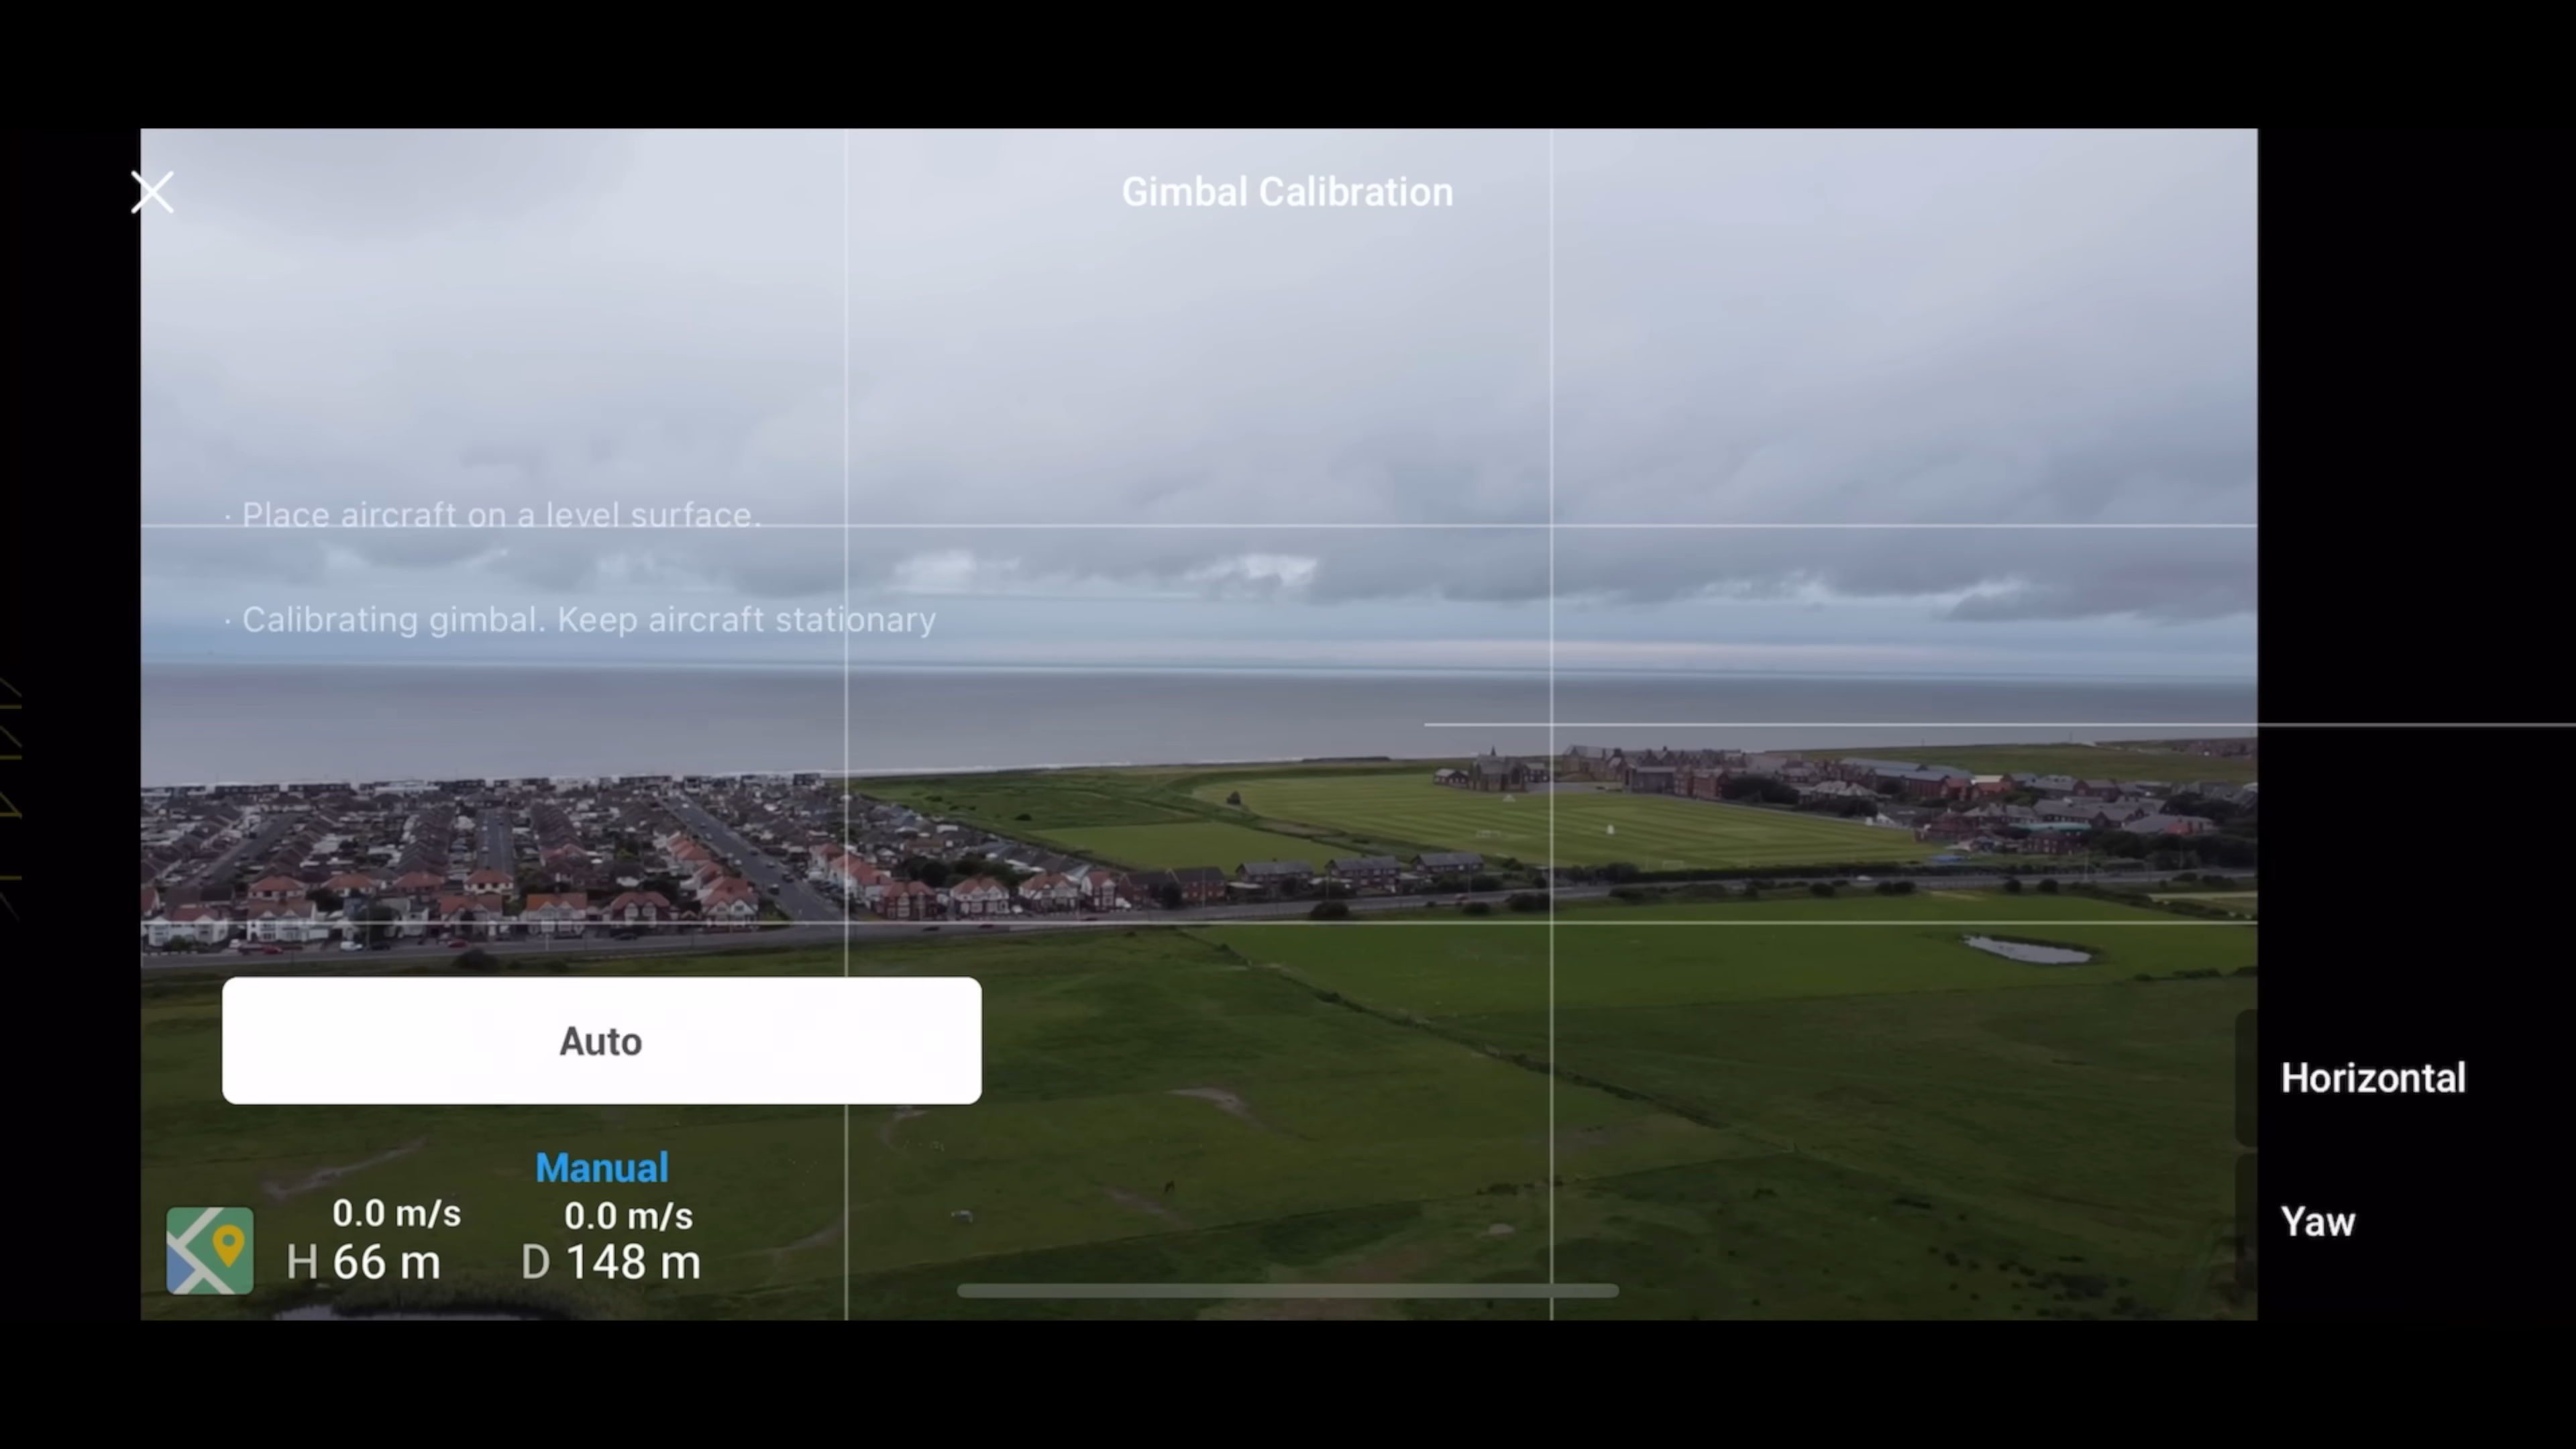 Gimbal Calibration
· Place aircraft on a level surface.
· Calibrating gimbal. Keep aircraft stationary
Auto
Manual
0.0 m/s
0.0 m/s
H 66 m
D 148 m
Horizontal
Yaw